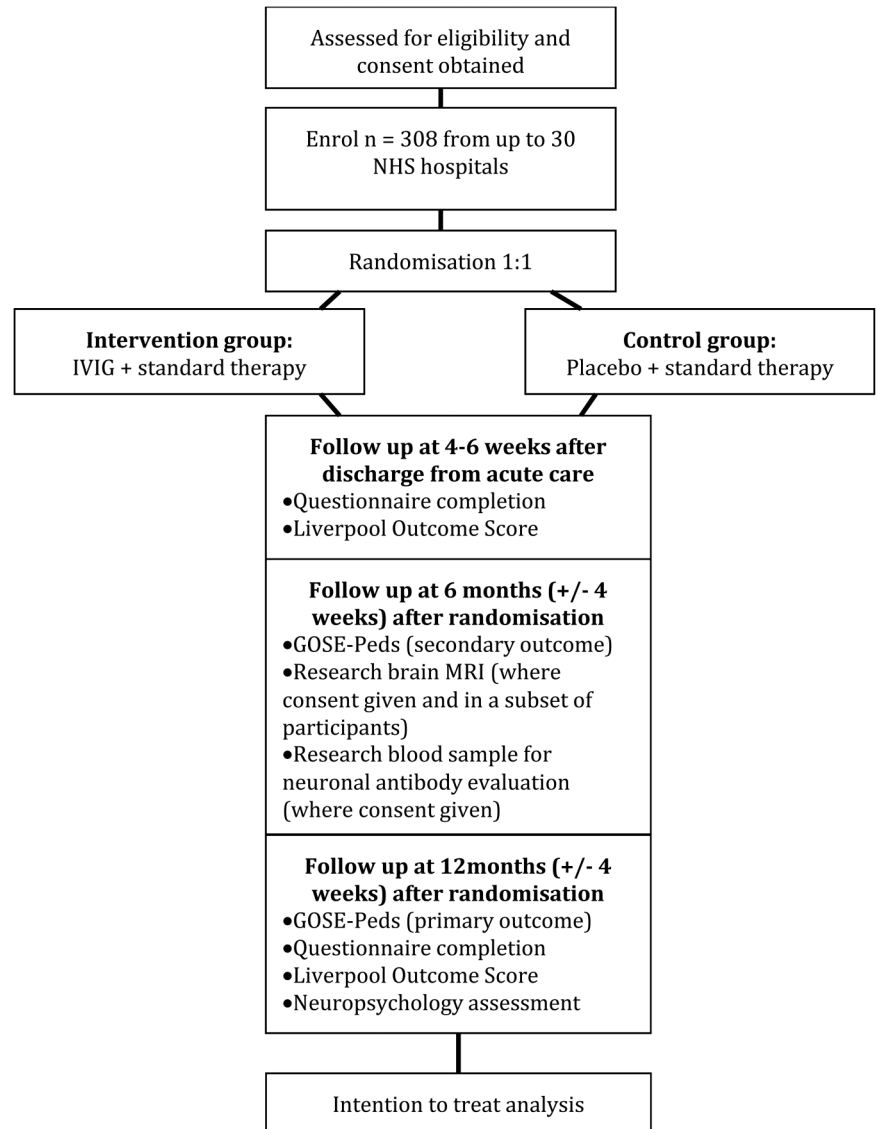 Assessed for eligibility and
consent obtained
Enrol n = 308 from up to 30
NHS hospitals
Randomisation 1:1
Intervention group:
IVIG + standard therapy
Control group:
Placebo + standard therapy
Follow up at 4-6 weeks after
discharge from acute care
•Questionnaire completion
•Liverpool Outcome Score
Follow up at 6 months (+/- 4
weeks) after randomisation
•GOSE-Peds (secondary outcome)
•Research brain MRI (where
consent given and in a subset of
participants)
•Research blood sample for
neuronal antibody evaluation
(where consent given)
Follow up at 12months (+/- 4
weeks) after randomisation
•GOSE-Peds (primary outcome)
•Questionnaire completion
•Liverpool Outcome Score
•Neuropsychology assessment
Intention to treat analysis